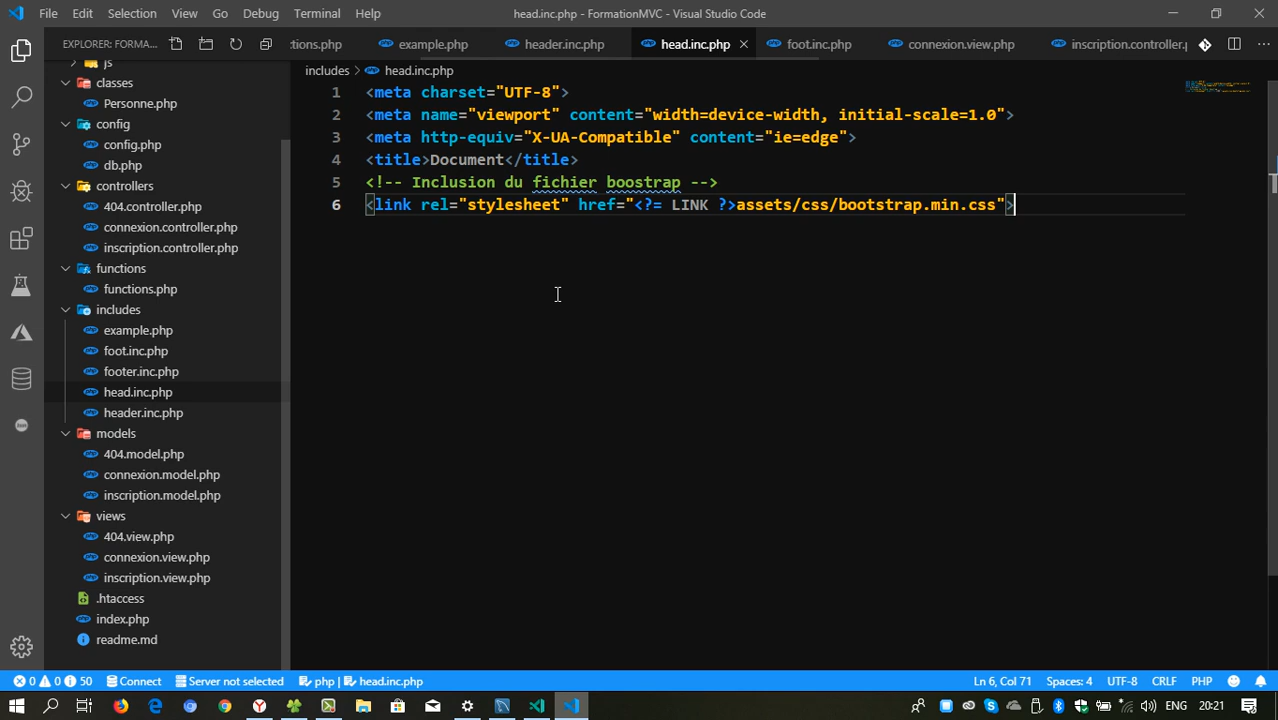 File Edit Selection View Go Debug Terminal Help head.inc.php - FormationMVC - Visual Studio Code
EXPLORER: FORMA... ctions.php example.php header.inc.php head.inc.php foot.inc.php connexion.view.php inscription.controller.p
includes > head.inc.php
js
classes
Personne.php
config
config.php
db.php
controllers
404.controller.php
connexion.controller.php
inscription.controller.php
functions
functions.php
includes
example.php
foot.inc.php
footer.inc.php
head.inc.php
header.inc.php
models
404.model.php
connexion.model.php
inscription.model.php
views
404.view.php
connexion.view.php
inscription.view.php
.htaccess
index.php
readme.md
1 <meta charset="UTF-8">
2 <meta name="viewport" content="width=device-width, initial-scale=1.0">
3 <meta http-equiv="X-UA-Compatible" content="ie=edge">
4 <title>Document</title>
5 <!-- Inclusion du fichier boostrap -->
6 <link rel="stylesheet" href="<?= LINK ?>assets/css/bootstrap.min.css">
0 0 50 Connect Server not selected php | head.inc.php Ln 6, Col 71 Spaces: 4 UTF-8 CRLF PHP
ENG 20:21